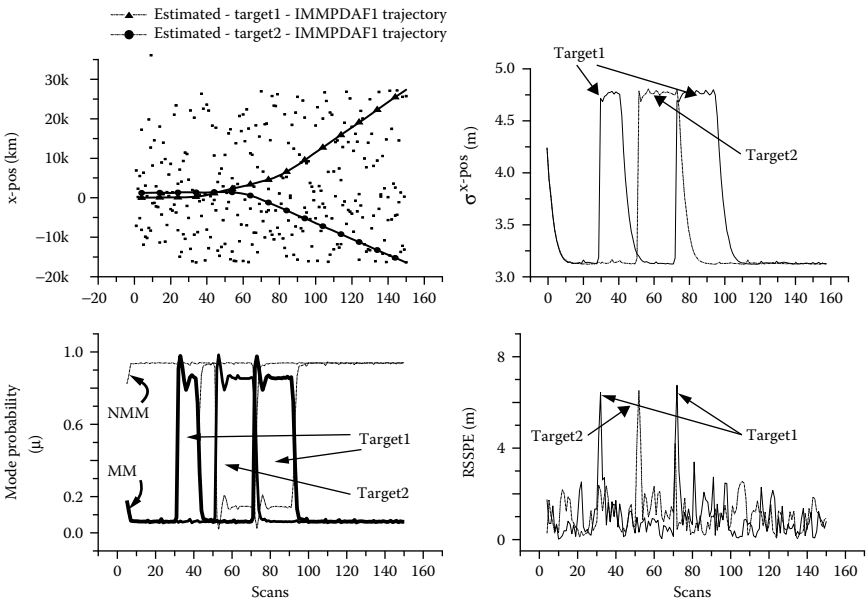 Estimated - target1 - IMMPDAF1 trajectory
Estimated - target2 - IMMPDAF1 trajectory
x-pos (km)
30k
20k
10k
0
−10k
−20k
−20 0 20 40 60 80 100 120 140 160
σx-pos (m)
5.0
4.5
4.0
3.5
3.0
Target1
Target2
0 20 40 60 80 100 120 140 160
Mode probability
(μ)
1.0
0.6
0.2
0.0
NMM
MM
Target1
Target2
0 20 40 60 80 100 120 140 160
Scans
RSSPE (m)
8
4
0
Target2
Target1
0 20 40 60 80 100 120 140 160
Scans